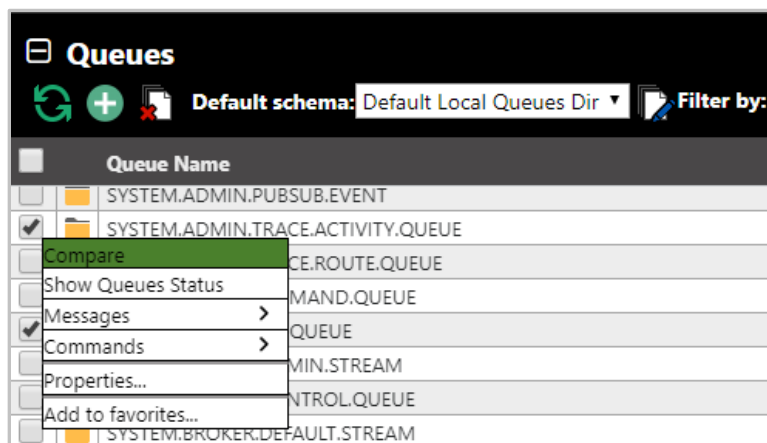 Queues
Default schema: Default Local Queues Dir Filter by:
Queue Name
SYSTEM.ADMIN.PUBSUB.EVENT
SYSTEM.ADMIN.TRACE.ACTIVITY.QUEUE
Compare CE.ROUTE.QUEUE
Show Queues Status MAND.QUEUE
Messages QUEUE
Commands MIN.STREAM
Properties... NTROL.QUEUE
Add to favorites...
SYSTEM.BROKER.DEFAULT.STREAM